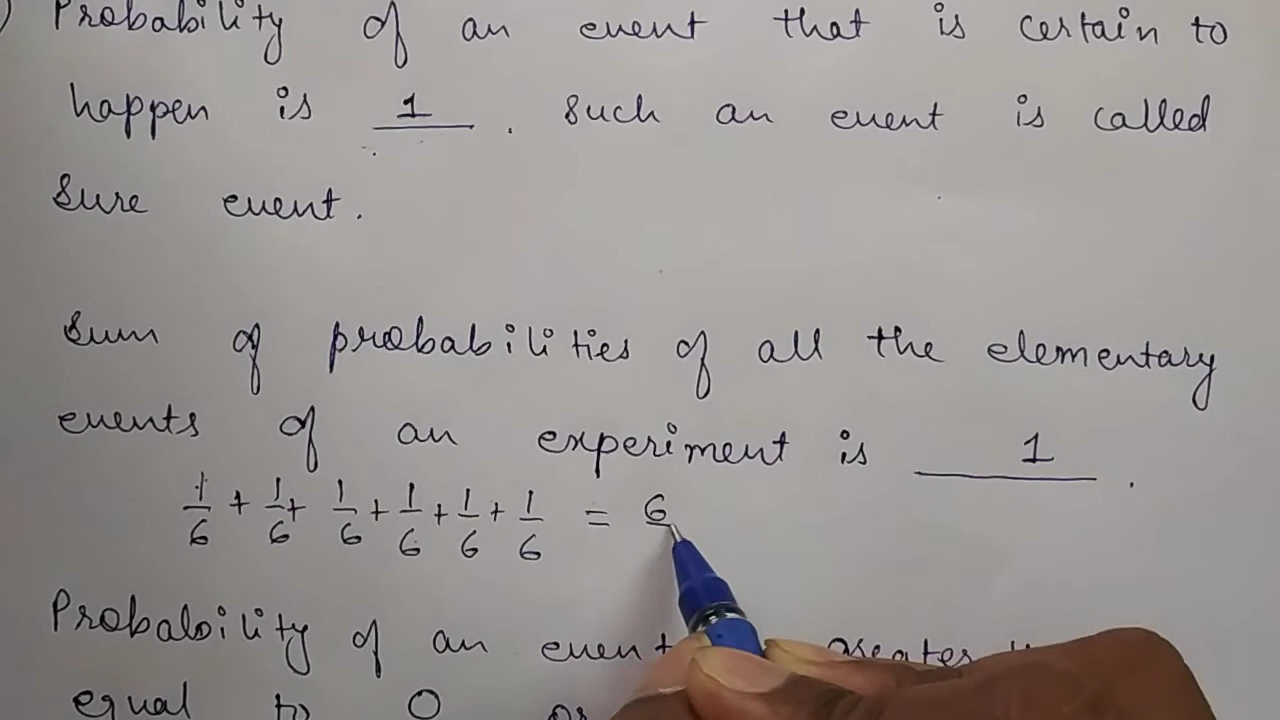 ) Probability of an event that is certain to
happen is 1 . Such an event is called
Sure event.
Sum of probabilities of all the elementary
events of an experiment is 1 .
1/6 + 1/6 + 1/6 + 1/6 + 1/6 + 1/6 = 6
Probability of an event greater
equal to 0 or